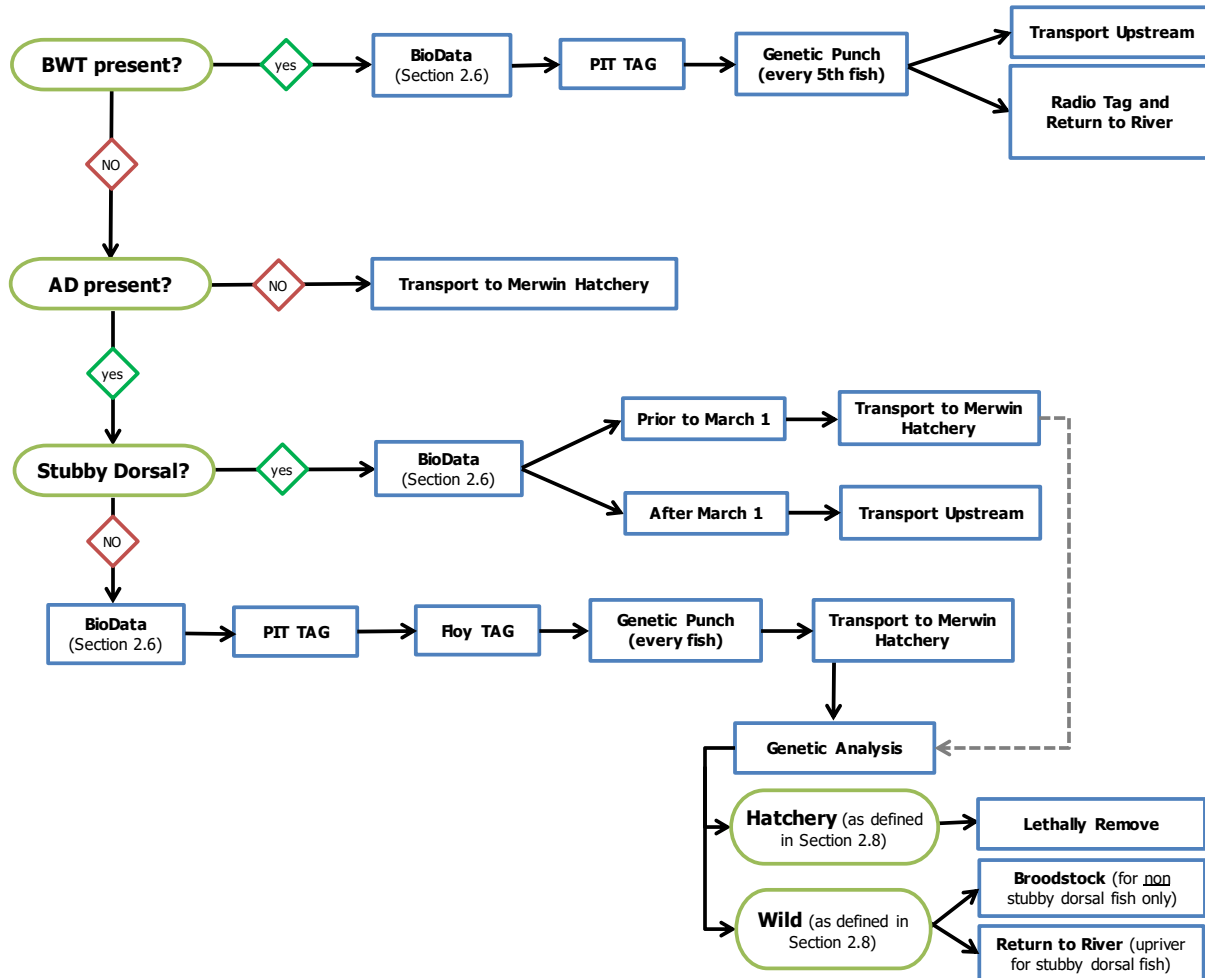 BWT present?
yes
BioData
(Section 2.6)
PIT TAG
Genetic Punch
(every 5th fish)
Transport Upstream
Radio Tag and
Return to River
NO
AD present?
NO
Transport to Merwin Hatchery
yes
Stubby Dorsal?
yes
BioData
(Section 2.6)
Prior to March 1
Transport to Merwin
Hatchery
After March 1
Transport Upstream
NO
BioData
(Section 2.6)
PIT TAG
Floy TAG
Genetic Punch
(every fish)
Transport to Merwin
Hatchery
Genetic Analysis
Hatchery (as defined
in Section 2.8)
Lethally Remove
Wild (as defined in
Section 2.8)
Broodstock (for non
stubby dorsal fish only)
Return to River (upriver
for stubby dorsal fish)